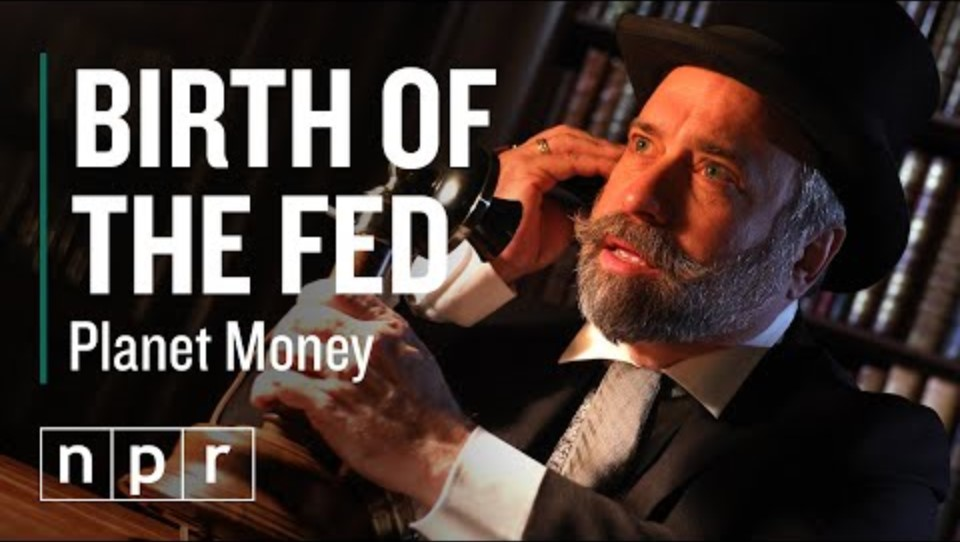 BIRTH OF
THE FED
Planet Money
npr